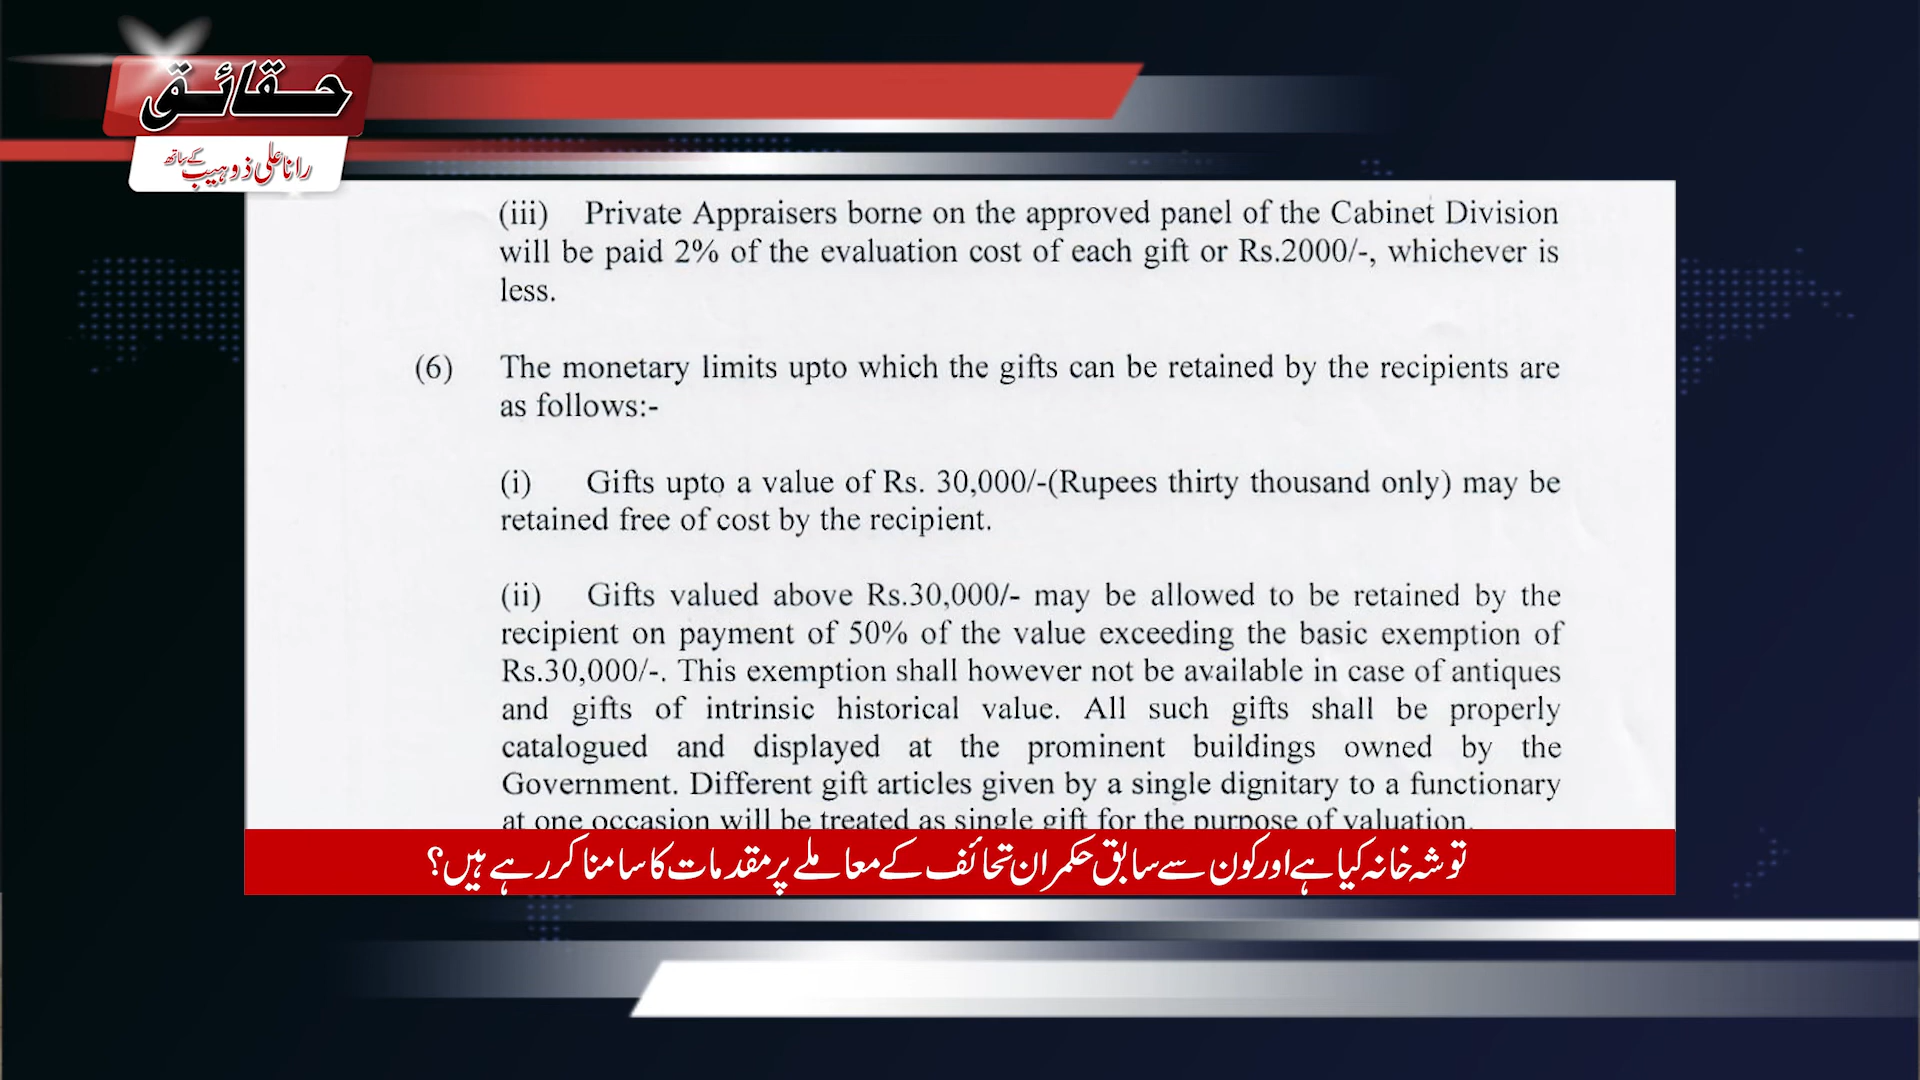 حقائق
رانا علی ذوہیب کے ساتھ
(iii) Private Appraisers borne on the approved panel of the Cabinet Division
will be paid 2% of the evaluation cost of each gift or Rs.2000/-, whichever is
less.
(6) The monetary limits upto which the gifts can be retained by the recipients are
as follows:-
(i) Gifts upto a value of Rs. 30,000/-(Rupees thirty thousand only) may be
retained free of cost by the recipient.
(ii) Gifts valued above Rs.30,000/- may be allowed to be retained by the
recipient on payment of 50% of the value exceeding the basic exemption of
Rs.30,000/-. This exemption shall however not be available in case of antiques
and gifts of intrinsic historical value. All such gifts shall be properly
catalogued and displayed at the prominent buildings owned by the
Government. Different gift articles given by a single dignitary to a functionary
at one occasion will be treated as single gift for the purpose of valuation.
توشہ خانہ کیا ہے اور کون سے سابق حکمران تحائف کے معاملے پر مقدمات کا سامنا کر رہے ہیں؟